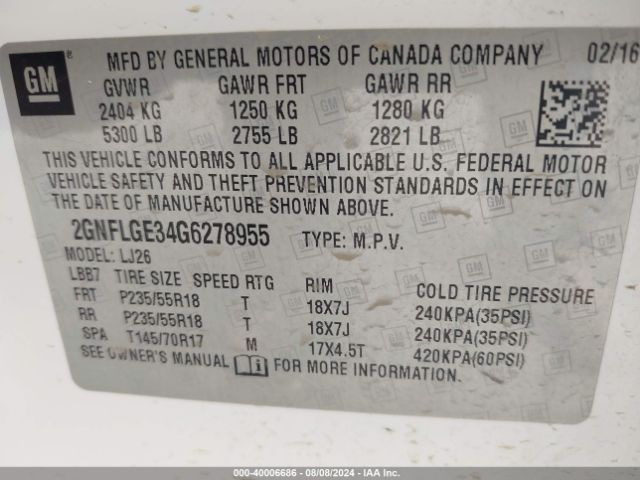 GM
MFD BY GENERAL MOTORS OF CANADA COMPANY 02/16
GVWR GAWR FRT GAWR RR
2404 KG 1250 KG 1280 KG
5300 LB 2755 LB 2821 LB
THIS VEHICLE CONFORMS TO ALL APPLICABLE U.S. FEDERAL MOTOR
VEHICLE SAFETY AND THEFT PREVENTION STANDARDS IN EFFECT ON
THE DATE OF MANUFACTURE SHOWN ABOVE.
2GNFLGE34G6278955 TYPE: M.P.V.
MODEL: LJ26
LBB7 TIRE SIZE SPEED RTG RIM COLD TIRE PRESSURE
FRT P235/55R18 T 18X7J 240KPA(35PSI)
RR P235/55R18 T 18X7J 240KPA(35PSI)
SPA T145/70R17 M 17X4.5T 420KPA(60PSI)
SEE OWNER'S MANUAL FOR MORE INFORMATION.
000-40006686 - 08/08/2024 - IAA Inc.